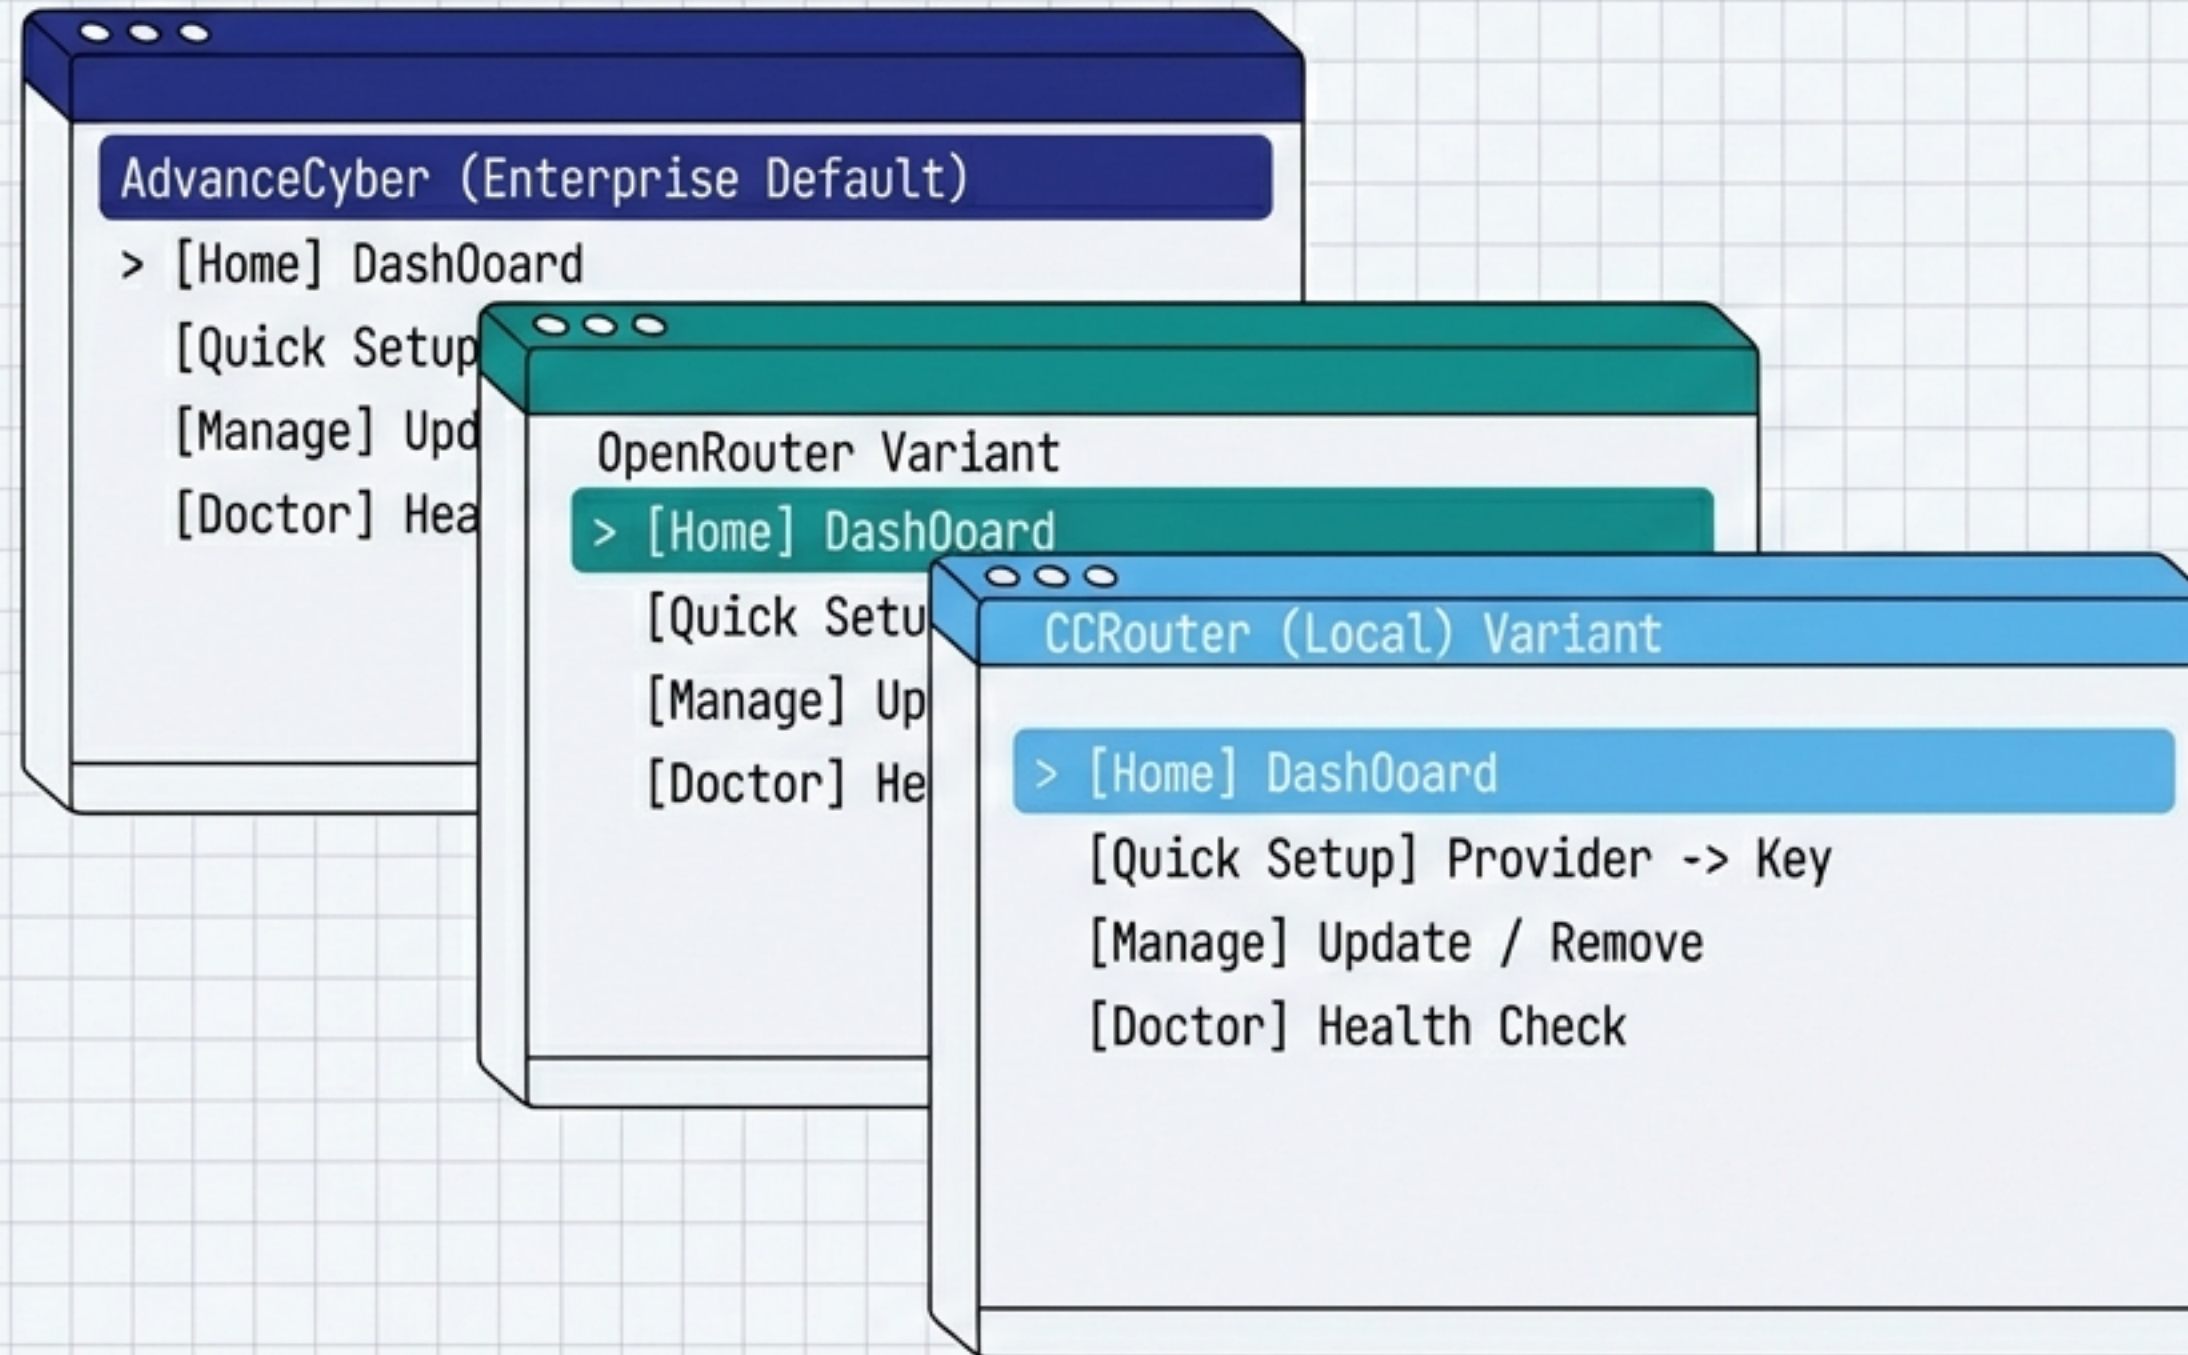 AdvanceCyber (Enterprise Default)
> [Home] DashOoard
[Quick Setup
[Manage] Upd
[Doctor] Hea
OpenRouter Variant
> [Home] DashOoard
[Quick Setu
[Manage] Up
[Doctor] He
CCRouter (Local) Variant
> [Home] DashOoard
[Quick Setup] Provider -> Key
[Manage] Update / Remove
[Doctor] Health Check